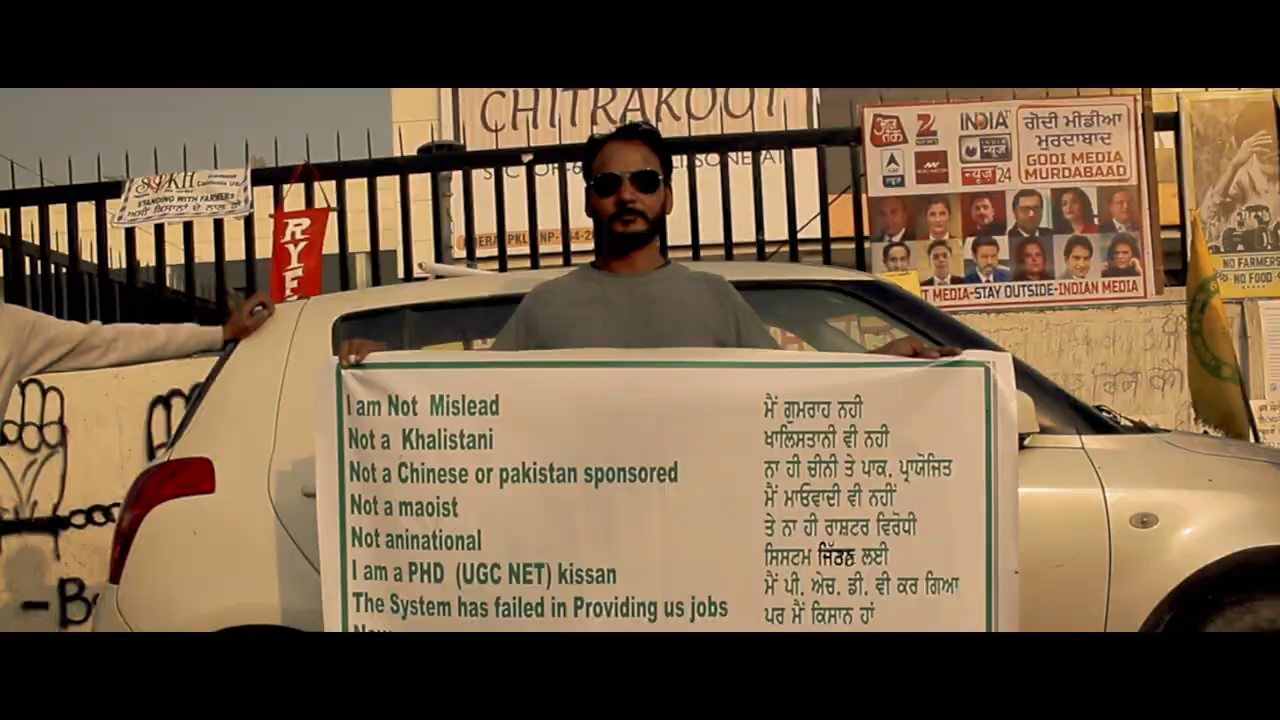 CHITRAKOOT
SIKH
STANDING WITH FARMERS
RYF
INDIA
न्यूज़
न्यूज़ 24
ਗੋਦੀ ਮੀਡੀਆ
ਮੁਰਦਾਬਾਦ
GODI MEDIA
MURDABAAD
MEDIA-STAY OUTSIDE-INDIAN MEDIA
NO FARMERS
NO FOOD
I am Not Mislead
Not a Khalistani
Not a Chinese or pakistan sponsored
Not a maoist
Not aninational
I am a PHD (UGC NET) kissan
The System has failed in Providing us jobs
ਮੈਂ ਗੁਮਰਾਹ ਨਹੀ
ਖਾਲਿਸਤਾਨੀ ਵੀ ਨਹੀ
ਨਾ ਹੀ ਚੀਨੀ ਤੇ ਪਾਕ. ਪ੍ਰਾਯੋਜਿਤ
ਮੈਂ ਮਾਓਵਾਦੀ ਵੀ ਨਹੀਂ
ਤੇ ਨਾ ਹੀ ਰਾਸ਼ਟਰ ਵਿਰੋਧੀ
ਸਿਸਟਮ ਜਿੱਤਣ ਲਈ
ਮੈਂ ਪੀ. ਐਚ. ਡੀ. ਵੀ ਕਰ ਗਿਆ
ਪਰ ਮੈਂ ਕਿਸਾਨ ਹਾਂ